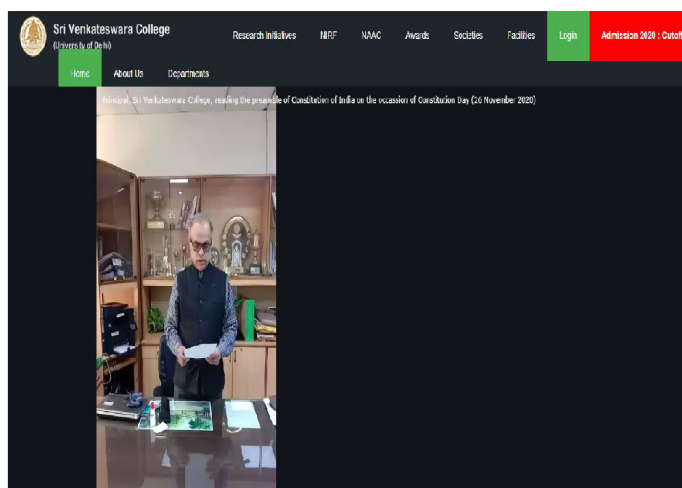 Sri Venkateswara College
(University of Delhi)
Research Initiatives NIRF NAAC Awards Societies Facilities Login Admission 2020 : Cutoff
Home About Us Departments
Principal, Sri Venkateswara College, reading the preamble of Constitution of India on the occassion of Constitution Day (26 November 2020)